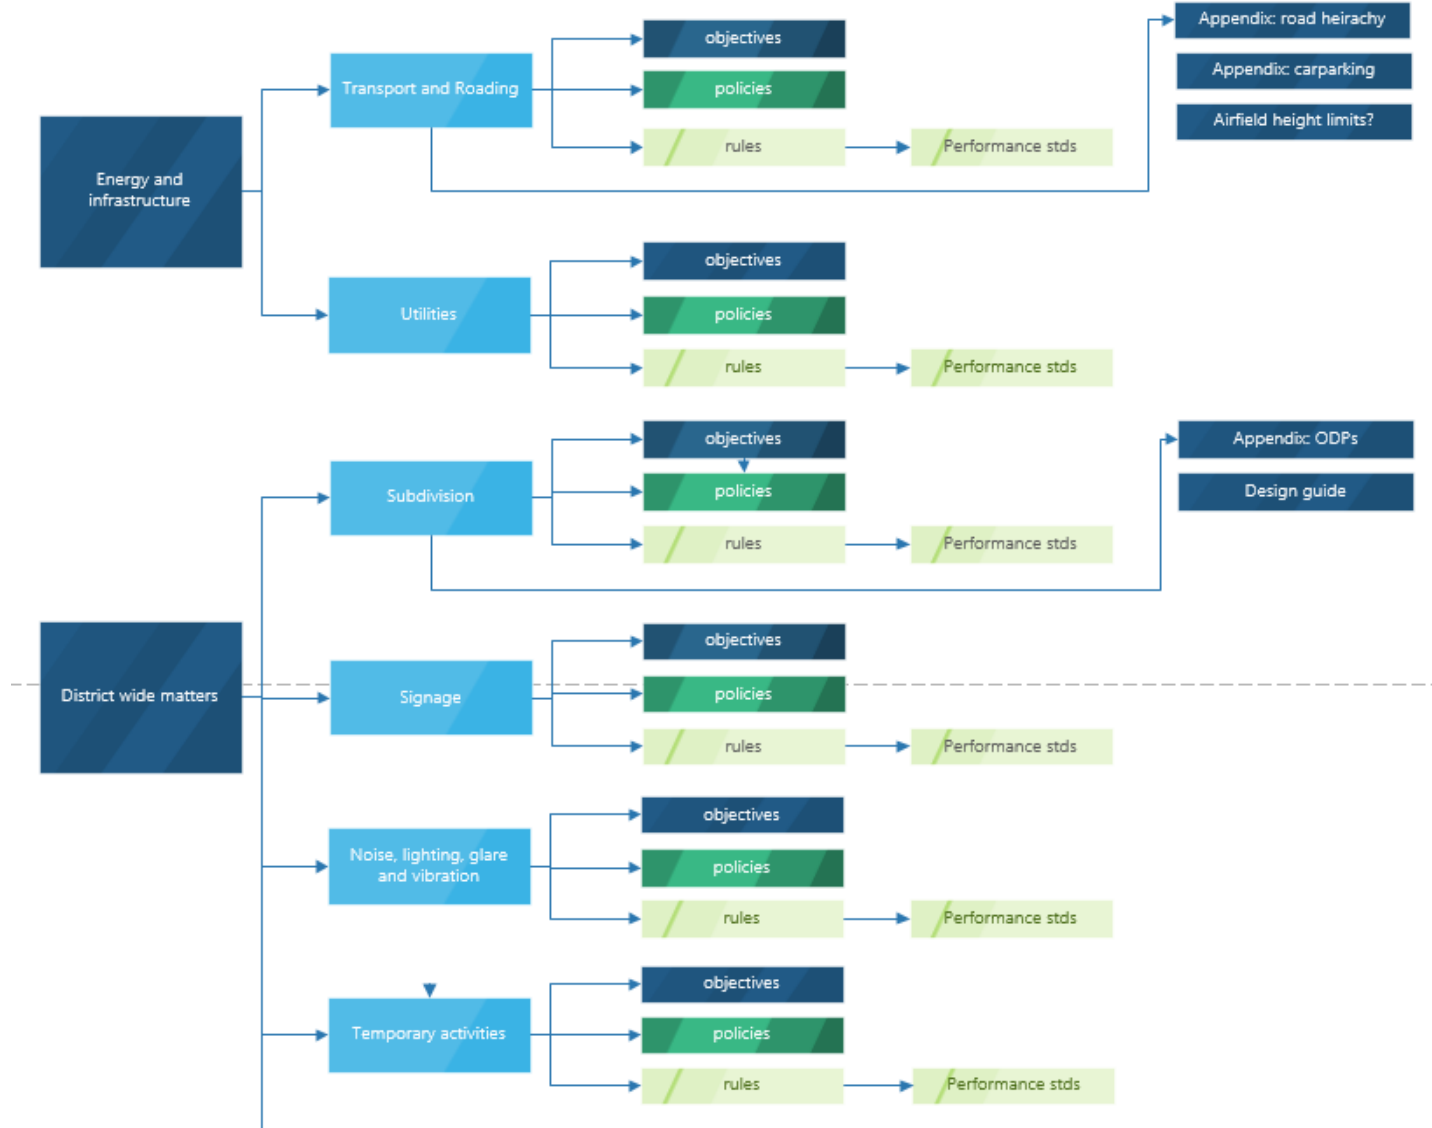 Appendix: road heirachy
objectives
Appendix: carparking
Transport and Roading
policies
Airfield height limits?
rules
Performance stds
Energy and
infrastructure
objectives
Utilities
policies
rules
Performance stds
objectives
Appendix: ODPs
Subdivision
policies
Design guide
rules
Performance stds
objectives
District wide matters
Signage
policies
rules
Performance stds
objectives
Noise, lighting, glare
and vibration
policies
rules
Performance stds
objectives
Temporary activities
policies
rules
Performance stds